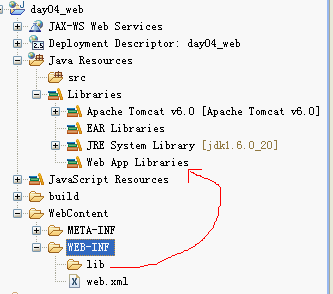 day04_web
JAX-WS Web Services
Deployment Descriptor: day04_web
Java Resources
src
Libraries
Apache Tomcat v6.0 [Apache Tomcat v6.0]
EAR Libraries
JRE System Library [jdk1.6.0_20]
Web App Libraries
JavaScript Resources
build
WebContent
META-INF
WEB-INF
lib
web.xml